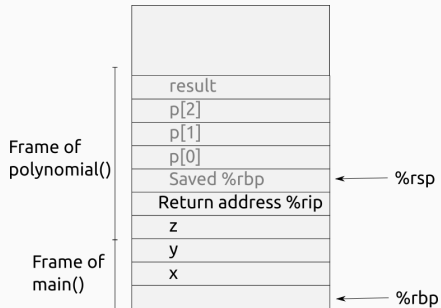 result
p[2]
p[1]
p[0]
Frame of
polynomial()
Saved %rbp
%rsp
Return address %rip
z
y
Frame of
main()
x
%rbp